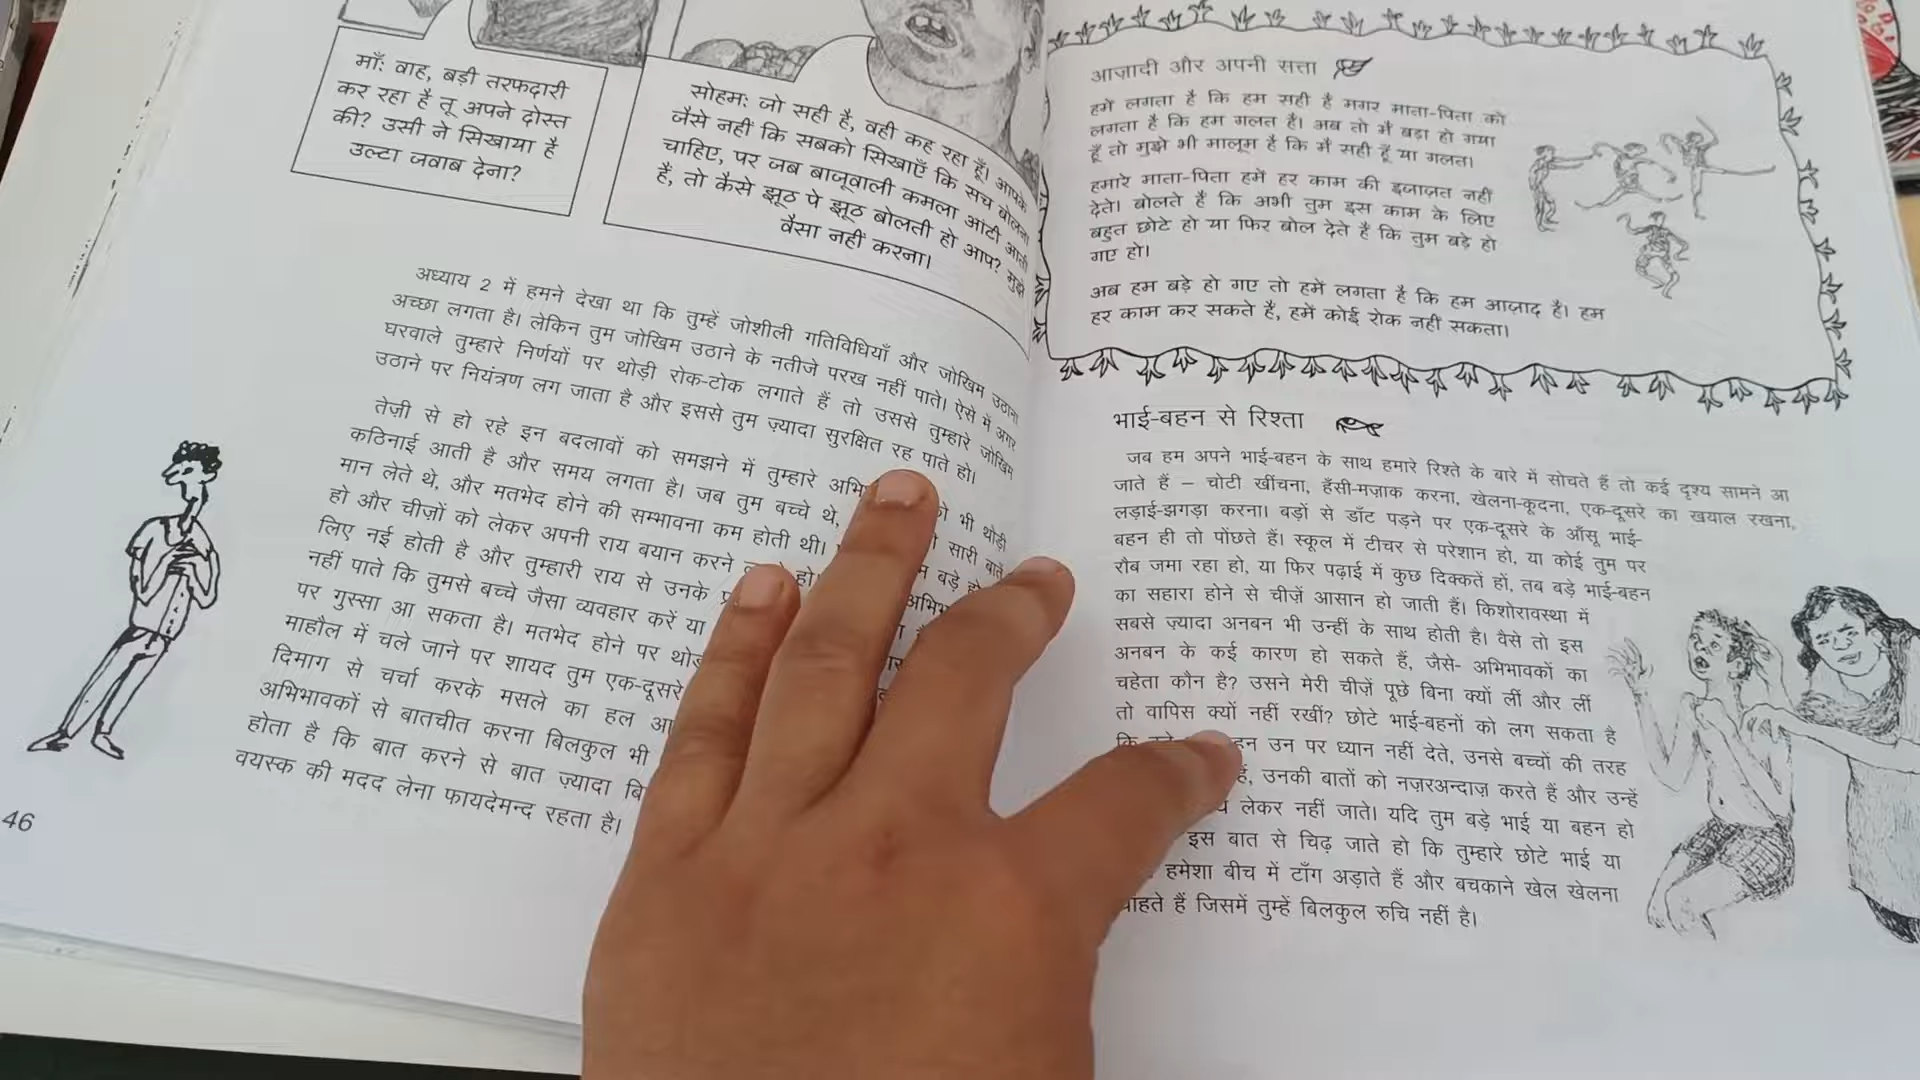 माँ: वाह, बड़ी तरफदारी
कर रहा है तू अपने दोस्त
की? उसी ने सिखाया है
उल्टा जवाब देना?
सोहम: जो सही है, वही कह रहा हूँ। आपके
जैसे नहीं कि सबको सिखाएँ कि सच बोलना
चाहिए, पर जब बाजूवाली कमला आंटी आती
हैं, तो कैसे झूठ पे झूठ बोलती हो आप? मुझे
वैसा नहीं करना।
अध्याय 2 में हमने देखा था कि तुम्हें जोशीली गतिविधियाँ और जोखिम उठाना
अच्छा लगता है। लेकिन तुम जोखिम उठाने के नतीजे परख नहीं पाते। ऐसे में अगर
घरवाले तुम्हारे निर्णयों पर थोड़ी रोक-टोक लगाते हैं तो उससे तुम्हारे जोखिम
उठाने पर नियंत्रण लग जाता है और इससे तुम ज़्यादा सुरक्षित रह पाते हो।
तेज़ी से हो रहे इन बदलावों को समझने में तुम्हारे को भी थोड़ी
कठिनाई आती है और समय लगता है। जब तुम बच्चे थे, सारी बातें
मान लेते थे, और मतभेद होने की सम्भावना कम होती थी। बड़े
हो और चीज़ों को लेकर अपनी राय बयान करने
लिए नई होती है और तुम्हारी राय से उनके
नहीं पाते कि तुमसे बच्चे जैसा व्यवहार करें या
पर गुस्सा आ सकता है। मतभेद होने पर
माहौल में चले जाने पर शायद तुम एक-दूसरे
दिमाग से चर्चा करके मसले का हल
अभिभावकों से बातचीत करना बिलकुल भी
होता है कि बात करने से बात ज़्यादा
वयस्क की मदद लेना फायदेमन्द रहता है।
46
आज़ादी और अपनी सत्ता
हमें लगता है कि हम सही हैं मगर माता-पिता को
लगता है कि हम गलत हैं। अब तो मैं बड़ा हो गया
हूँ तो मुझे भी मालूम है कि मैं सही हूँ या गलत।
हमारे माता-पिता हमें हर काम की इजाज़त नहीं
देते। बोलते हैं कि अभी तुम इस काम के लिए
बहुत छोटे हो या फिर बोल देते हैं कि तुम बड़े हो
गए हो।
अब हम बड़े हो गए तो हमें लगता है कि हम आज़ाद हैं। हम
हर काम कर सकते हैं, हमें कोई रोक नहीं सकता।
भाई-बहन से रिश्ता
जब हम अपने भाई-बहन के साथ हमारे रिश्ते के बारे में सोचते हैं तो कई दृश्य सामने आ
जाते हैं – चोटी खींचना, हँसी-मज़ाक करना, खेलना-कूदना, एक-दूसरे का खयाल रखना,
लड़ाई-झगड़ा करना। बड़ों से डाँट पड़ने पर एक-दूसरे के आँसू भाई-
बहन ही तो पोंछते हैं। स्कूल में टीचर से परेशान हो, या कोई तुम पर
रौब जमा रहा हो, या फिर पढ़ाई में कुछ दिक्कतें हों, तब बड़े भाई-बहन
का सहारा होने से चीज़ें आसान हो जाती हैं। किशोरावस्था में
सबसे ज़्यादा अनबन भी उन्हीं के साथ होती है। वैसे तो इस
अनबन के कई कारण हो सकते हैं, जैसे- अभिभावकों का
चहेता कौन है? उसने मेरी चीज़ें पूछे बिना क्यों लीं और लीं
तो वापिस क्यों नहीं रखीं? छोटे भाई-बहनों को लग सकता है
उन पर ध्यान नहीं देते, उनसे बच्चों की तरह
उनकी बातों को नज़रअन्दाज़ करते हैं और उन्हें
लेकर नहीं जाते। यदि तुम बड़े भाई या बहन हो
इस बात से चिढ़ जाते हो कि तुम्हारे छोटे भाई या
हमेशा बीच में टाँग अड़ाते हैं और बचकाने खेल खेलना
चाहते हैं जिसमें तुम्हें बिलकुल रुचि नहीं है।